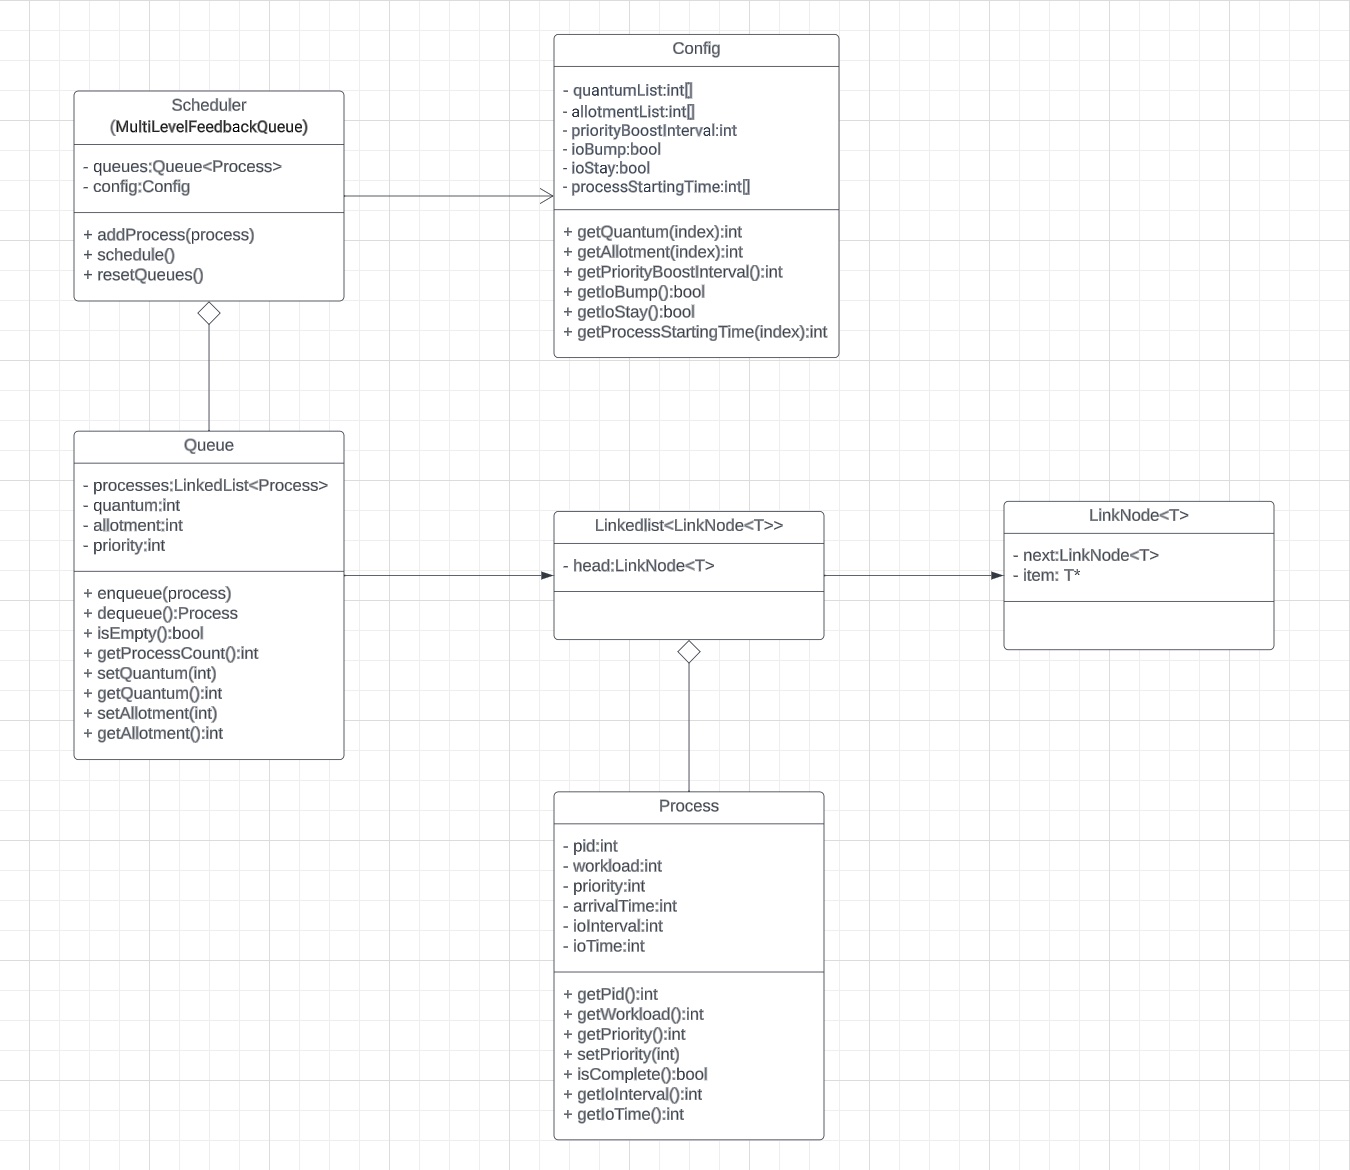 Scheduler
(MultiLevelFeedbackQueue)
- queues:Queue<Process>
- config:Config
+ addProcess(process)
+ schedule()
+ resetQueues()
Config
- quantumList:int[]
- allotmentList:int[]
- priorityBoostInterval:int
- ioBump:bool
- ioStay:bool
- processStartingTime:int[]
+ getQuantum(index):int
+ getAllotment(index):int
+ getPriorityBoostInterval():int
+ getIoBump():bool
+ getIoStay():bool
+ getProcessStartingTime(index):int
Queue
- processes:LinkedList<Process>
- quantum:int
- allotment:int
- priority:int
+ enqueue(process)
+ dequeue():Process
+ isEmpty():bool
+ getProcessCount():int
+ setQuantum(int)
+ getQuantum():int
+ setAllotment(int)
+ getAllotment():int
Linkedlist<LinkNode<T>>
- head:LinkNode<T>
LinkNode<T>
- next:LinkNode<T>
- item: T*
Process
- pid:int
- workload:int
- priority:int
- arrivalTime:int
- ioInterval:int
- ioTime:int
+ getPid():int
+ getWorkload():int
+ getPriority():int
+ setPriority(int)
+ isComplete():bool
+ getIoInterval():int
+ getIoTime():int